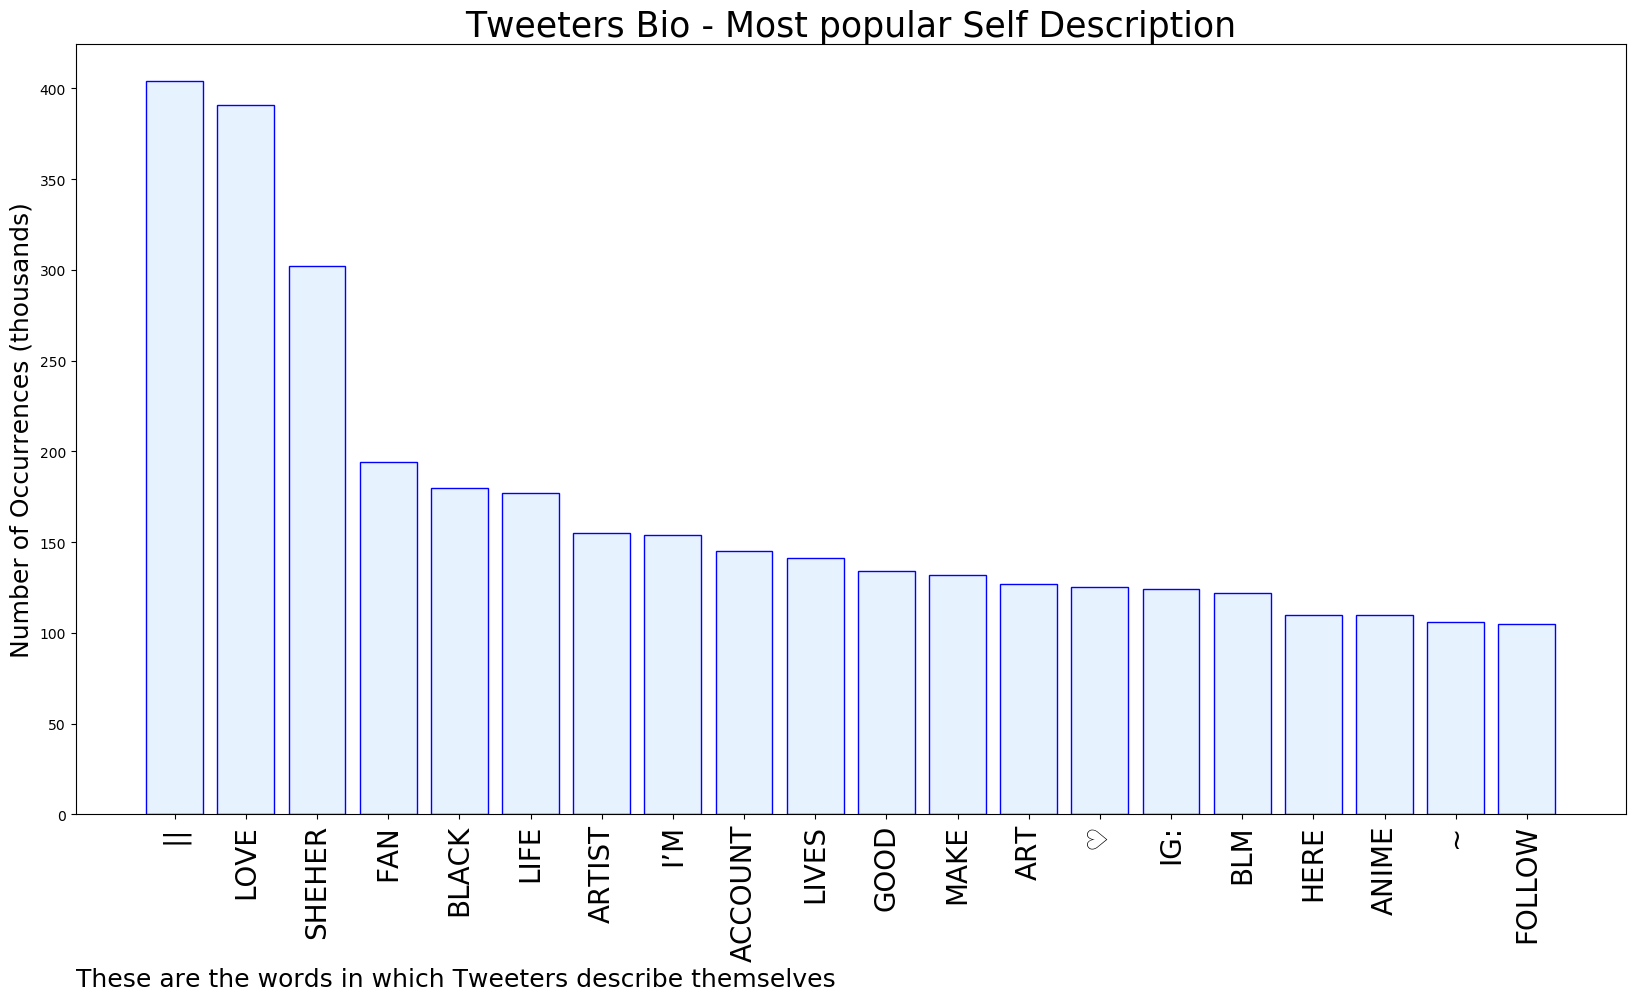 Tweeters Bio - Most popular Self Description
Number of Occurrences (thousands)
400
350
300
250
200
150
100
50
0
||
LOVE
SHEHER
FAN
BLACK
LIFE
ARTIST
I’M
ACCOUNT
LIVES
GOOD
MAKE
ART
♡
IG:
BLM
HERE
ANIME
~
FOLLOW
These are the words in which Tweeters describe themselves